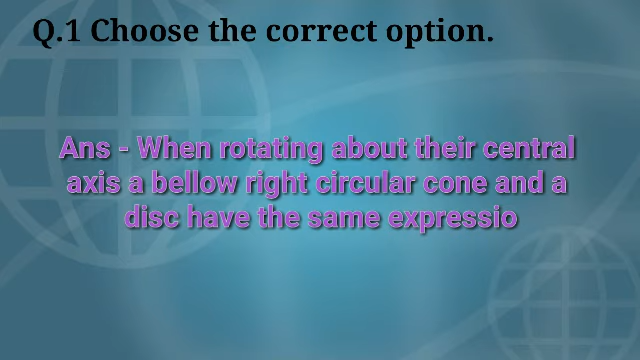 Q.1 Choose the correct option.
Ans - When rotating about their central
axis a bellow right circular cone and a
disc have the same expressio